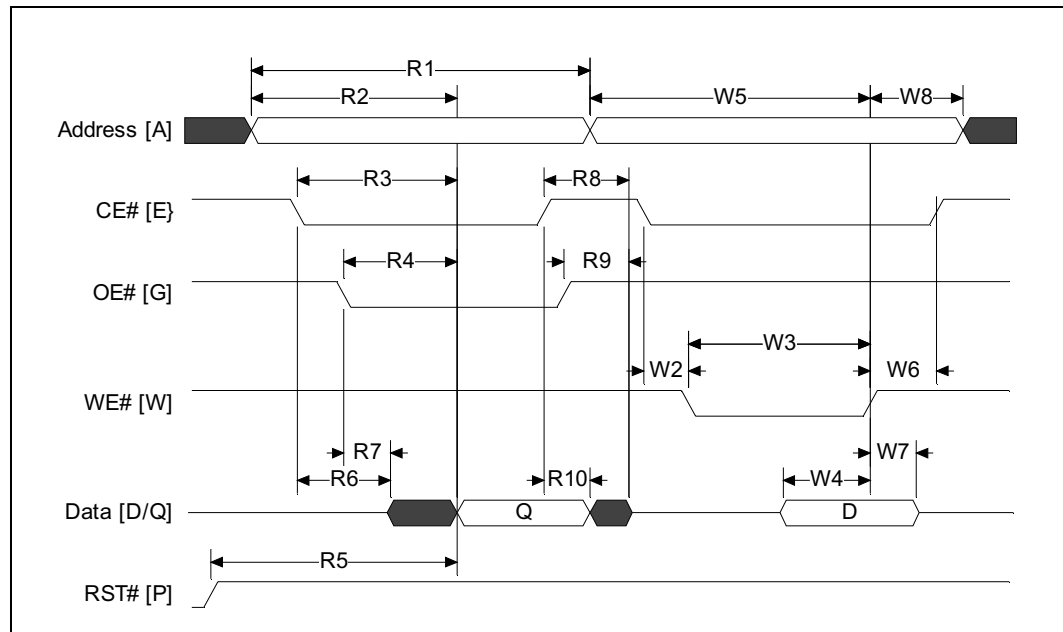 R1
R2
W5
W8
Address [A]
R3
R8
CE# [E}
R4
R9
OE# [G]
W3
W2
W6
WE# [W]
R7
W7
R6
R10
W4
Data [D/Q]
Q
D
R5
RST# [P]